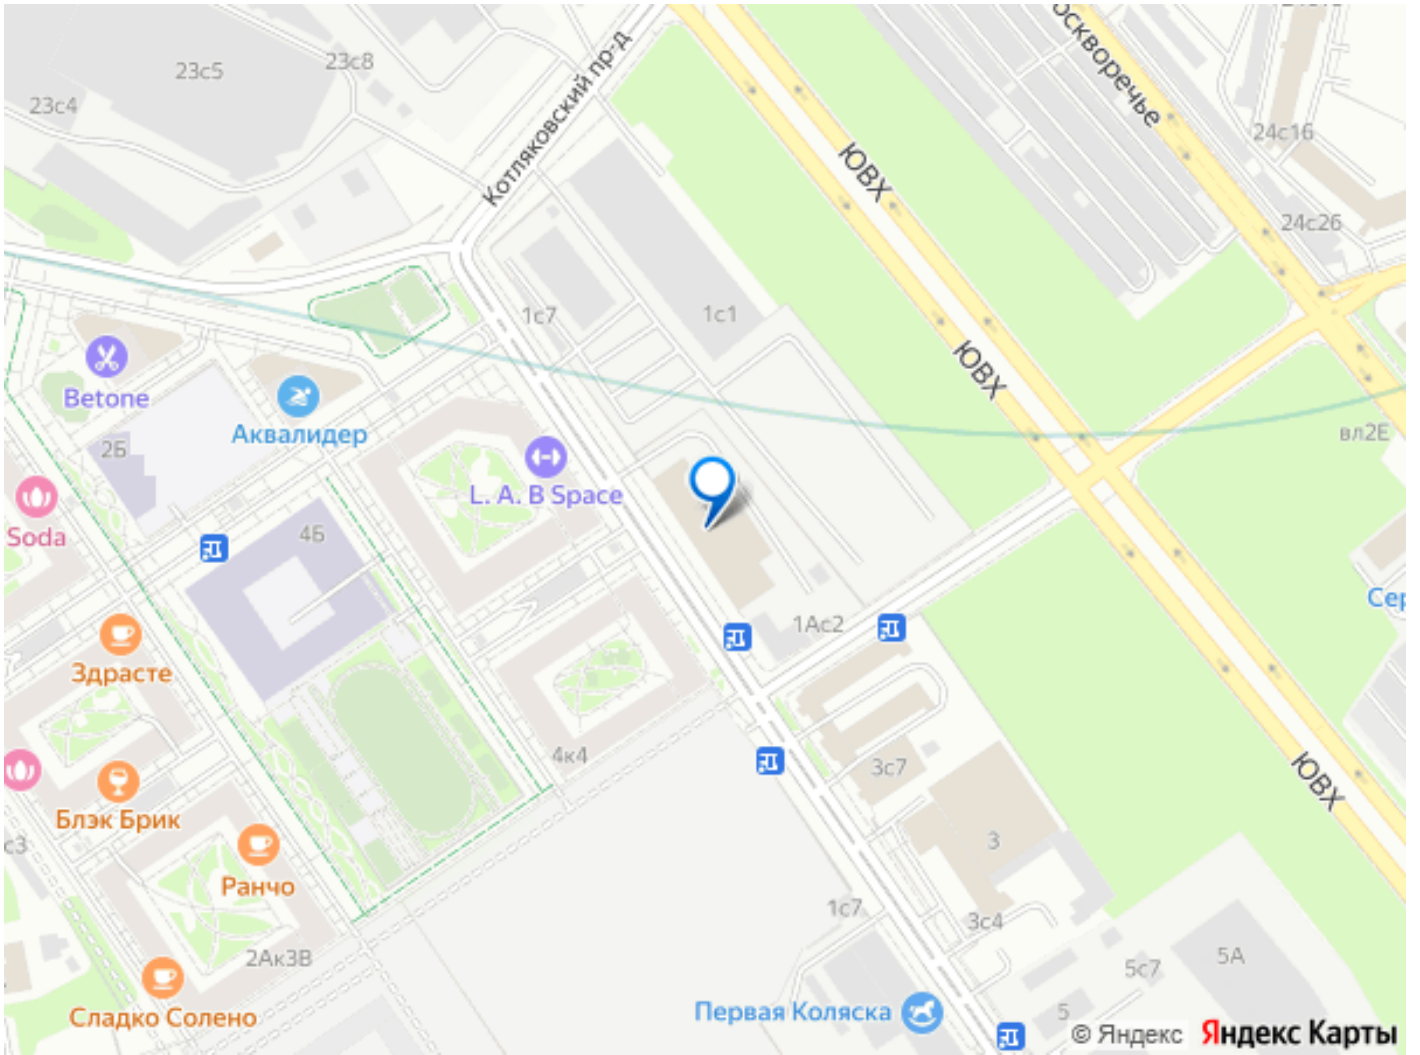 23с5
23с8
23с4
Котляковский пр-д
Москворечье
ЮВХ
24с16
24с26
1с7
1с1
ЮВХ
Betone
Аквалидер
2Б
вл2Е
L. A. B Space
Soda
4Б
Сер
1Ас2
Здрасте
4к4
3с7
ЮВХ
Блэк Брик
3
с3
Ранчо
1с7
3с4
2Ак3В
5А
5с7
Первая Коляска
5
Сладко Солено
© Яндекс Яндекс Карты